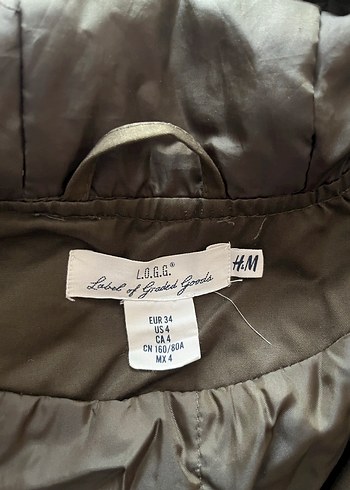 L.O.G.G.®
Label of Graded Goods
H&M
EUR 34
US 4
CA 4
CN 160/80A
MX 4